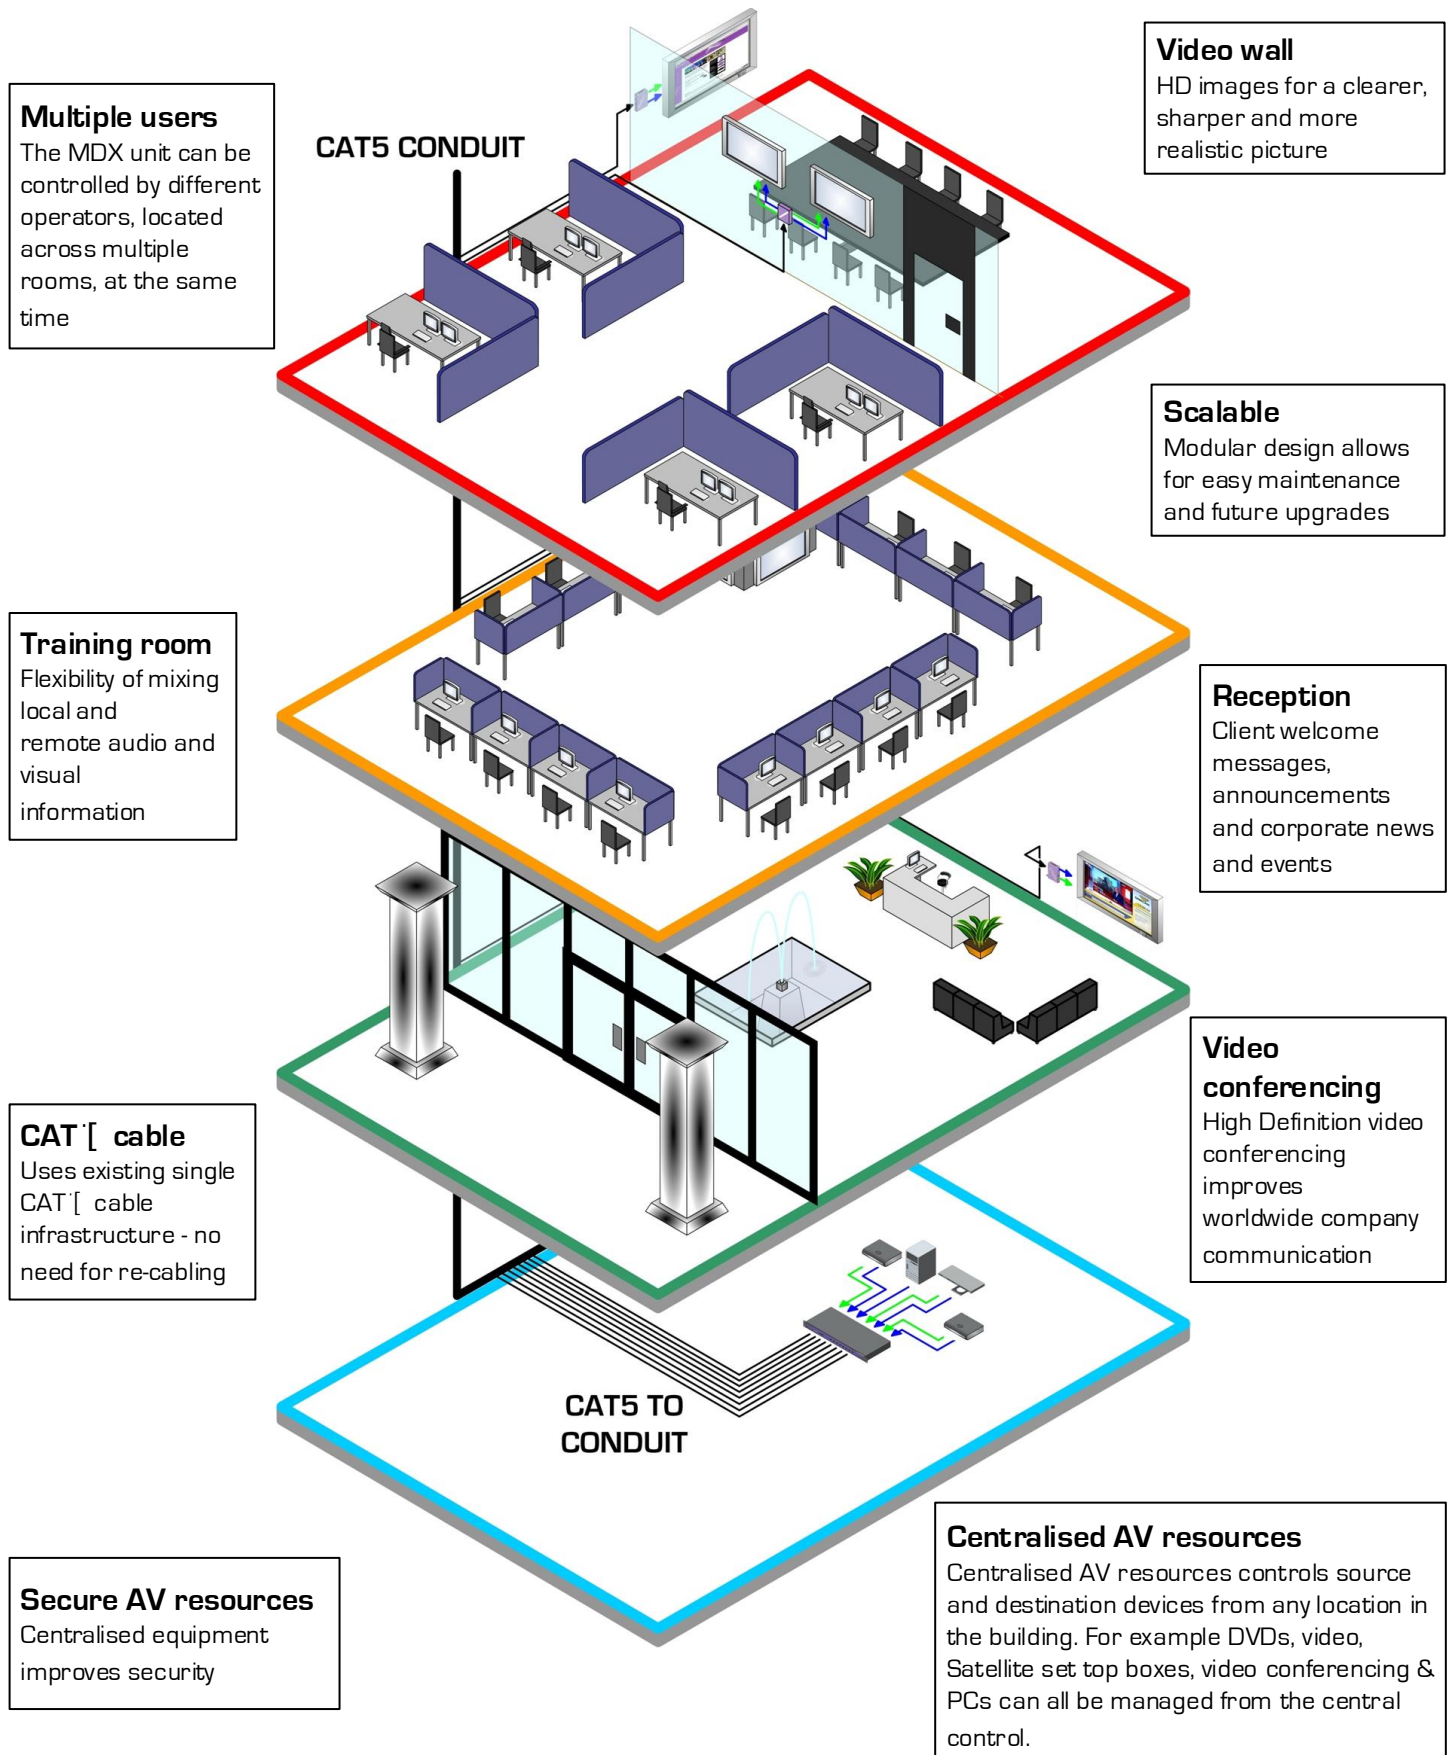 Multiple users
The MDX unit can be
controlled by different
operators, located
across multiple
rooms, at the same
time
CAT5 CONDUIT
Video wall
HD images for a clearer,
sharper and more
realistic picture
Scalable
Modular design allows
for easy maintenance
and future upgrades
Training room
Flexibility of mixing
local and
remote audio and
visual
information
Reception
Client welcome
messages,
announcements
and corporate news
and events
Video
conferencing
High Definition video
conferencing
improves
worldwide company
communication
CAT˙[ cable
Uses existing single
CAT˙[ cable
infrastructure - no
need for re-cabling
CAT5 TO
CONDUIT
Secure AV resources
Centralised equipment
improves security
Centralised AV resources
Centralised AV resources controls source
and destination devices from any location in
the building. For example DVDs, video,
Satellite set top boxes, video conferencing &
PCs can all be managed from the central
control.